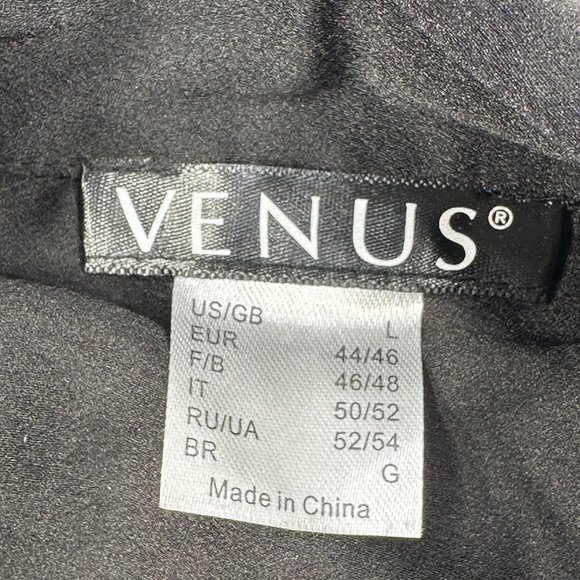 VENUS®
US/GB L
EUR 44/46
F/B 46/48
IT 50/52
RU/UA 52/54
BR G
Made in China